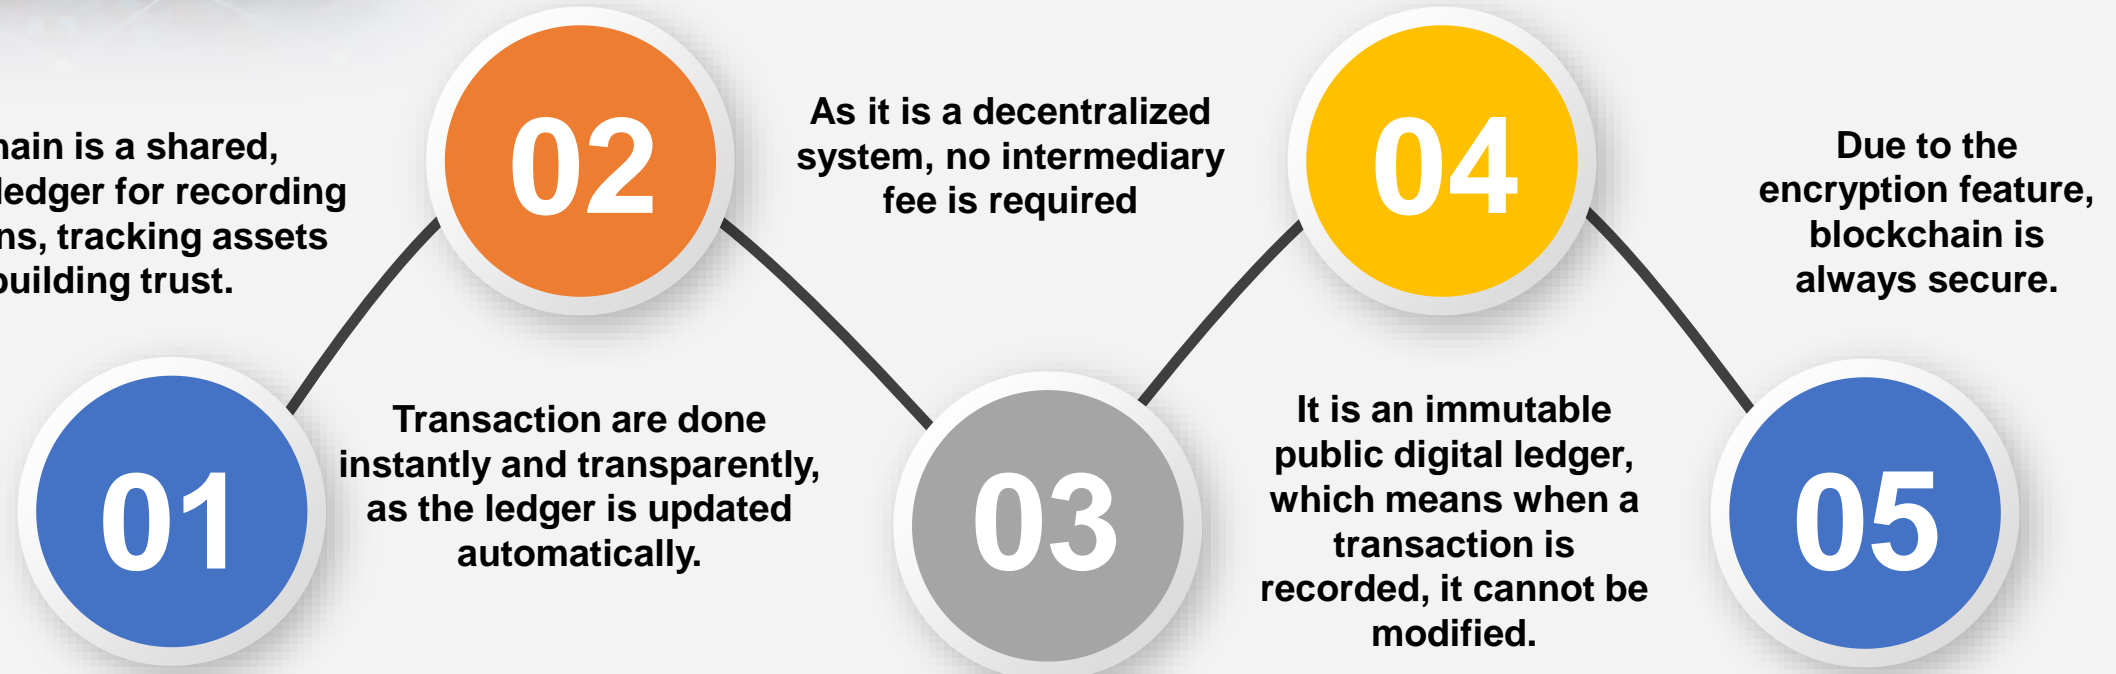 is a shared,
ledger for recording
tracking assets
building trust.
01
02
Transaction are done
instantly and transparently,
as the ledger is updated
automatically.
As it is a decentralized
system, no intermediary
fee is required
03
04
It is an immutable
public digital ledger,
which means when a
transaction is
recorded, it cannot be
modified.
Due to the
encryption feature,
blockchain is
always secure.
05